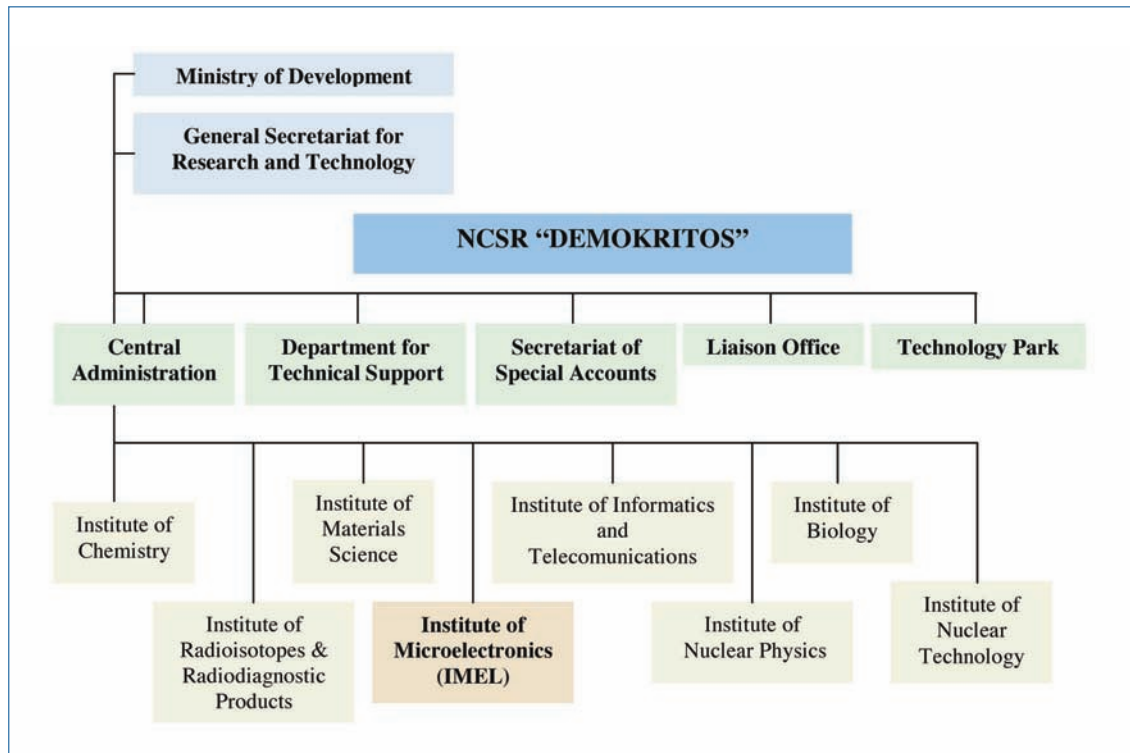 Ministry of Development
General Secretariat for
Research and Technology
NCSR “DEMOKRITOS”
Central
Administration
Department for
Technical Support
Secretariat of
Special Accounts
Liaison Office
Technology Park
Institute of
Chemistry
Institute of
Materials
Science
Institute of Informatics
and
Telecomunications
Institute of
Biology
Institute of
Radioisotopes &
Radiodiagnostic
Products
Institute of
Microelectronics
(IMEL)
Institute of
Nuclear Physics
Institute of
Nuclear
Technology